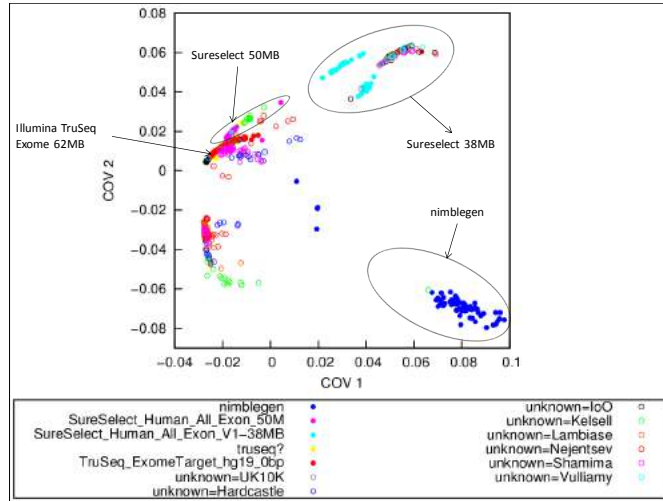 Sureselect 50MB
Illumina TruSeq
Exome 62MB
Sureselect 38MB
nimblegen
COV 2
0.08
0.06
0.04
0.02
0
−0.02
−0.04
−0.06
−0.08
−0.04
−0.02
0
0.02
0.04
0.06
0.08
0.1
COV 1
nimblegen
SureSelect_Human_All_Exon_50M
SureSelect_Human_All_Exon_V1−38MB
truseq?
TruSeq_ExomeTarget_hg19_0bp
unknown=UK10K
unknown=Hardcastle
unknown=IoO
unknown=Kelsell
unknown=Lambiase
unknown=Nejentsev
unknown=Shamima
unknown=Vulliamy